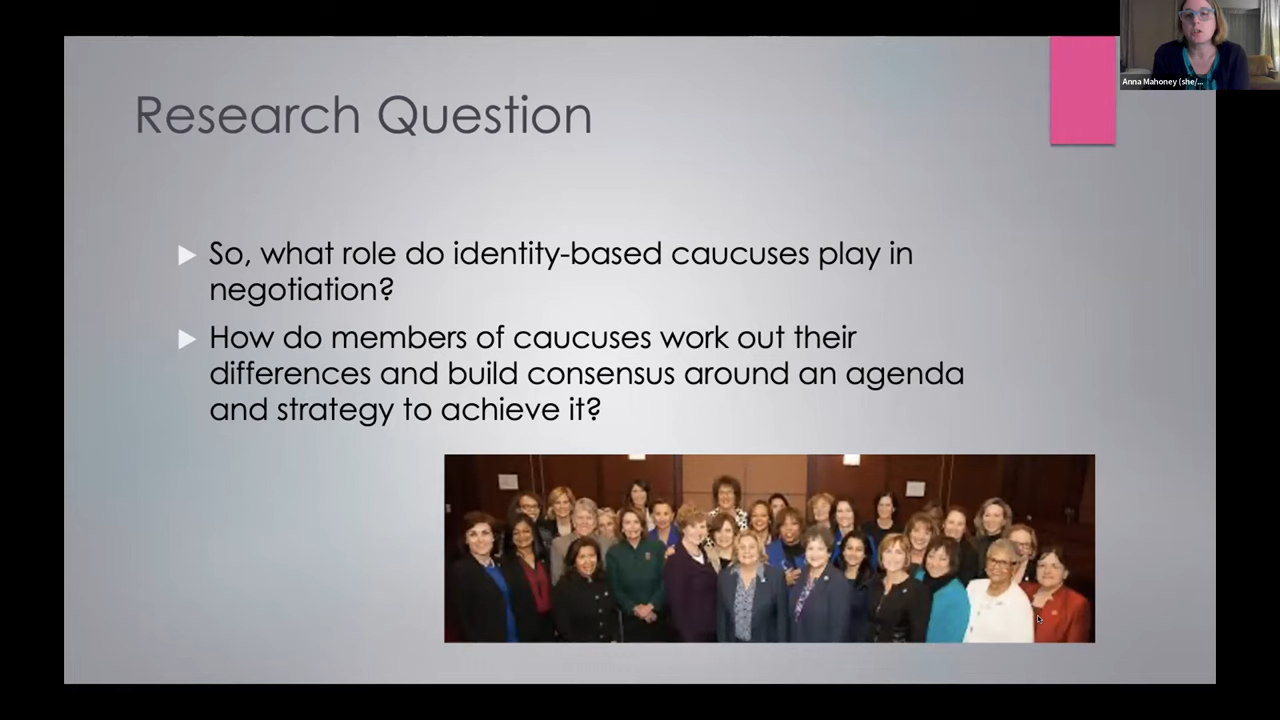 Anna Mahoney (she/...
Research Question
So, what role do identity-based caucuses play in
negotiation?
How do members of caucuses work out their
differences and build consensus around an agenda
and strategy to achieve it?